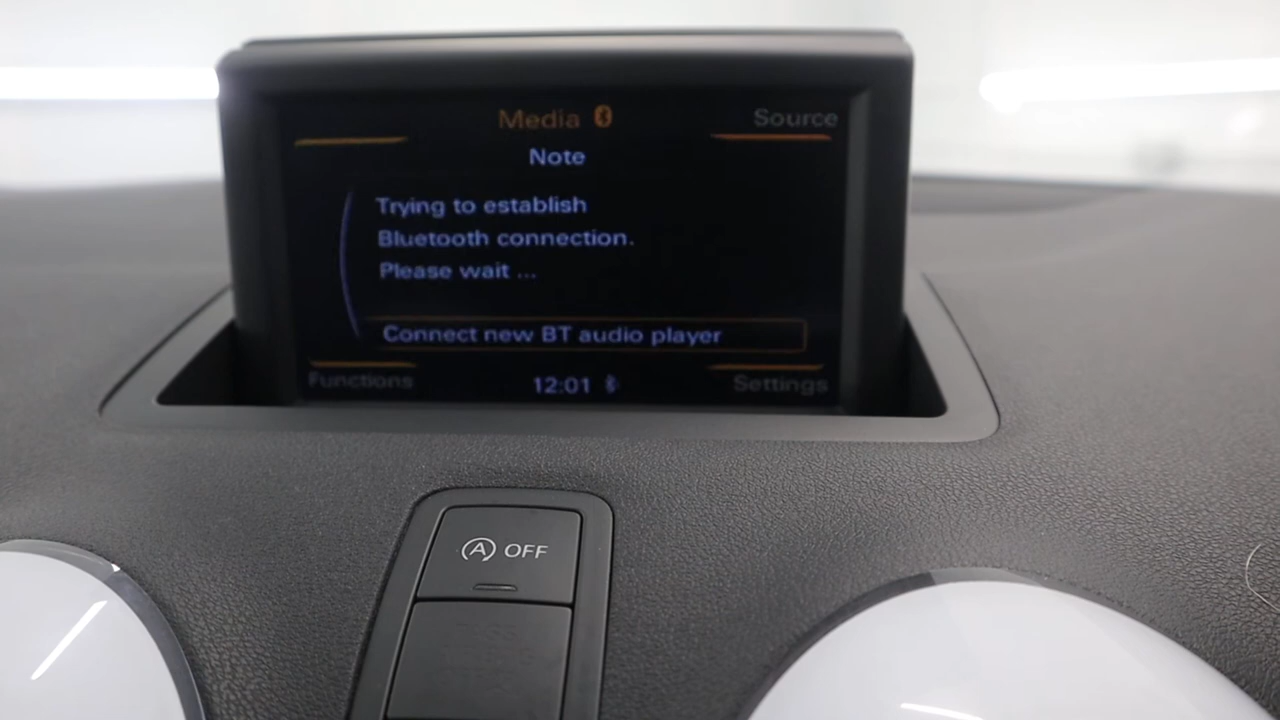 Media
Source
Note
Trying to establish
Bluetooth connection.
Please wait ...
Connect new BT audio player
Functions
12:01
Settings
A OFF